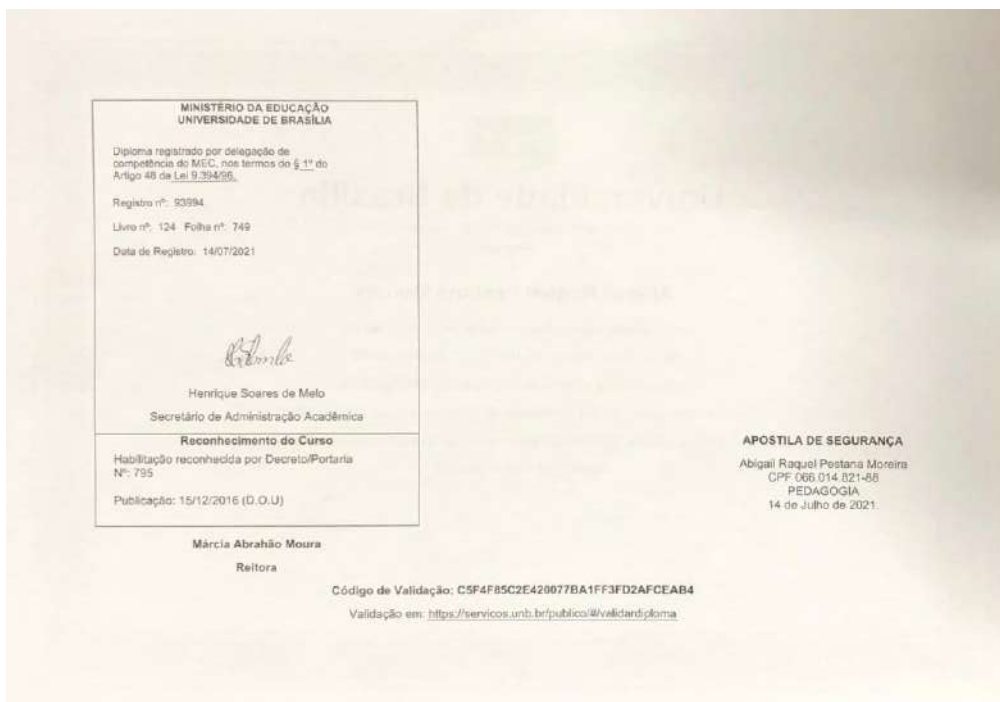 MINISTÉRIO DA EDUCAÇÃO
UNIVERSIDADE DE BRASÍLIA
Diploma registrado por delegação de
competência do MEC, nos termos do § 1º do
Artigo 48 da Lei 9.394/96.
Registro nº: 93994
Livro nº: 124 Folha nº: 749
Data de Registro: 14/07/2021
Henrique Soares de Melo
Secretário de Administração Acadêmica
Reconhecimento do Curso
Habilitação reconhecida por Decreto/Portaria
Nº: 795
Publicação: 15/12/2016 (D.O.U)
Márcia Abrahão Moura
Reitora
APOSTILA DE SEGURANÇA
Abigail Raquel Pestana Moreira
CPF 066.014.821-88
PEDAGOGIA
14 de Julho de 2021.
Código de Validação: C5F4F85C2E420077BA1FF3FD2AFCEAB4
Validação em: https://servicos.unb.br/publico/#/validardiploma